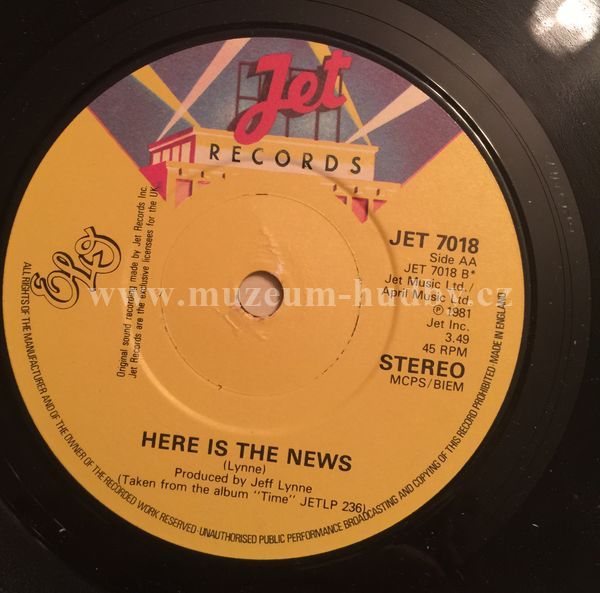 Jet
RECORDS
ELO
JET 7018
Side AA
JET 7018 B*
Jet Music Ltd./
April Music Ltd.
℗ 1981
Jet Inc.
3.49
45 RPM
STEREO
MCPS/BIEM
Original sound recording made by Jet Records Inc.
Jet Records are the exclusive licensees for the UK.
www.muzeum-hudby.cz
HERE IS THE NEWS
(Lynne)
Produced by Jeff Lynne
(Taken from the album "Time" JETLP 236)
ALL RIGHTS OF THE MANUFACTURER AND OF THE OWNER OF THE RECORDED WORK RESERVED·UNAUTHORISED PUBLIC PERFORMANCE BROADCASTING AND COPYING OF THIS RECORD PROHIBITED MADE IN ENGLAND